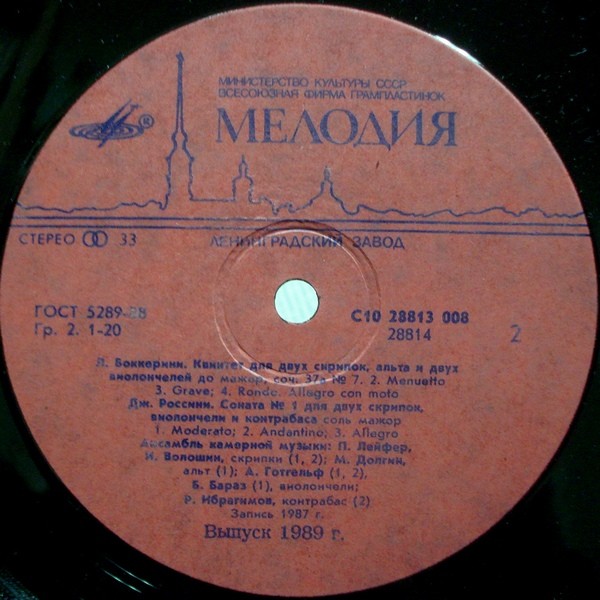 МИНИСТЕРСТВО КУЛЬТУРЫ СССР
ВСЕСОЮЗНАЯ ФИРМА ГРАМПЛАСТИНОК
МЕЛОДИЯ
®
СТЕРЕО 33
ЛЕНИНГРАДСКИЙ ЗАВОД
ГОСТ 5289-88
Гр. 2. 1-20
С10 28813 008
28814
2
Л. Боккерини. Квинтет для двух скрипок, альта и двух
виолончелей до мажор, соч. 37а № 7. 2. Menuetto
3. Grave; 4. Rondo. Allegro con moto
Дж. Россини. Соната № 1 для двух скрипок,
виолончели и контрабаса соль мажор
1. Moderato; 2. Andantino; 3. Allegro
Ансамбль камерной музыки: П. Лейфер,
И. Волошин, скрипки (1, 2); М. Долгин,
альт (1); А. Готгельф (1, 2),
Б. Бараз (1), виолончели;
Р. Ибрагимов, контрабас (2)
Запись 1987 г.
Выпуск 1989 г.